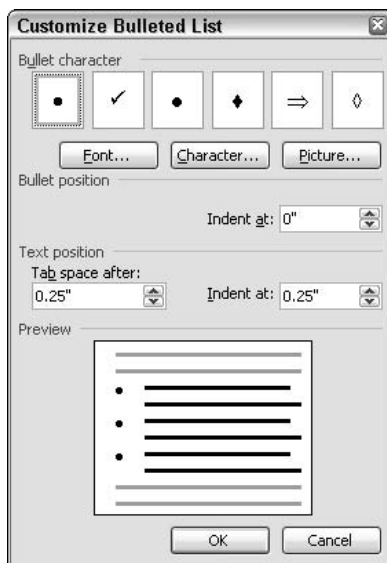 Customize Bulleted List
Bullet character
Font... Character... Picture...
Bullet position
Indent at: 0"
Text position
Tab space after:
0.25" Indent at: 0.25"
Preview
OK Cancel